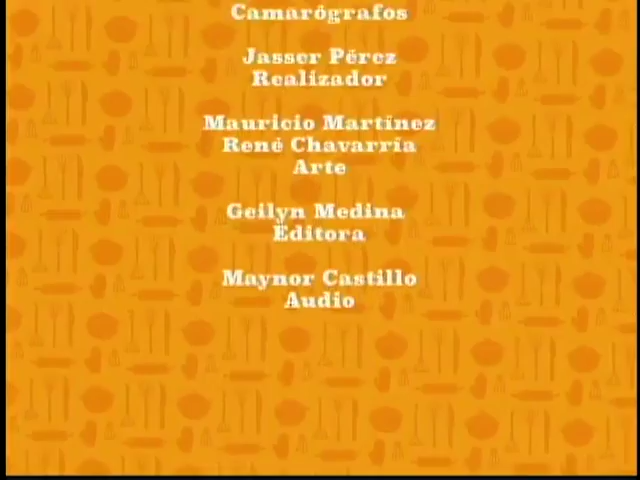 Camarógrafos
Jasser Pérez
Realizador
Mauricio Martínez
René Chavarría
Arte
Geilyn Medina
Editora
Maynor Castillo
Audio